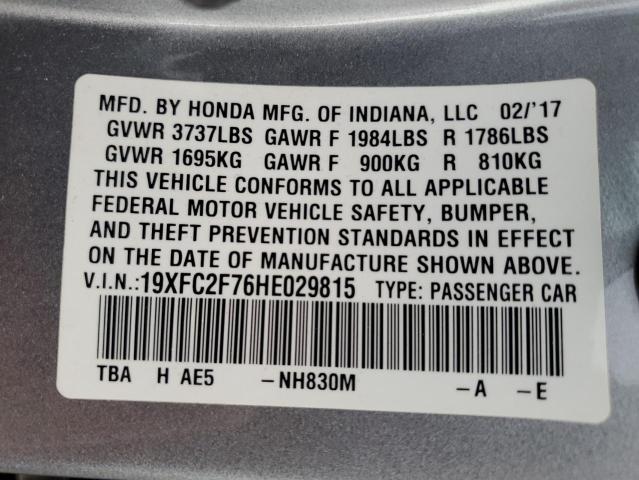 MFD. BY HONDA MFG. OF INDIANA, LLC 02/'17
GVWR 3737LBS GAWR F 1984LBS R 1786LBS
GVWR 1695KG GAWR F 900KG R 810KG
THIS VEHICLE CONFORMS TO ALL APPLICABLE
FEDERAL MOTOR VEHICLE SAFETY, BUMPER,
AND THEFT PREVENTION STANDARDS IN EFFECT
ON THE DATE OF MANUFACTURE SHOWN ABOVE.
V.I.N.:19XFC2F76HE029815 TYPE: PASSENGER CAR
TBA H AE5 -NH830M -A -E